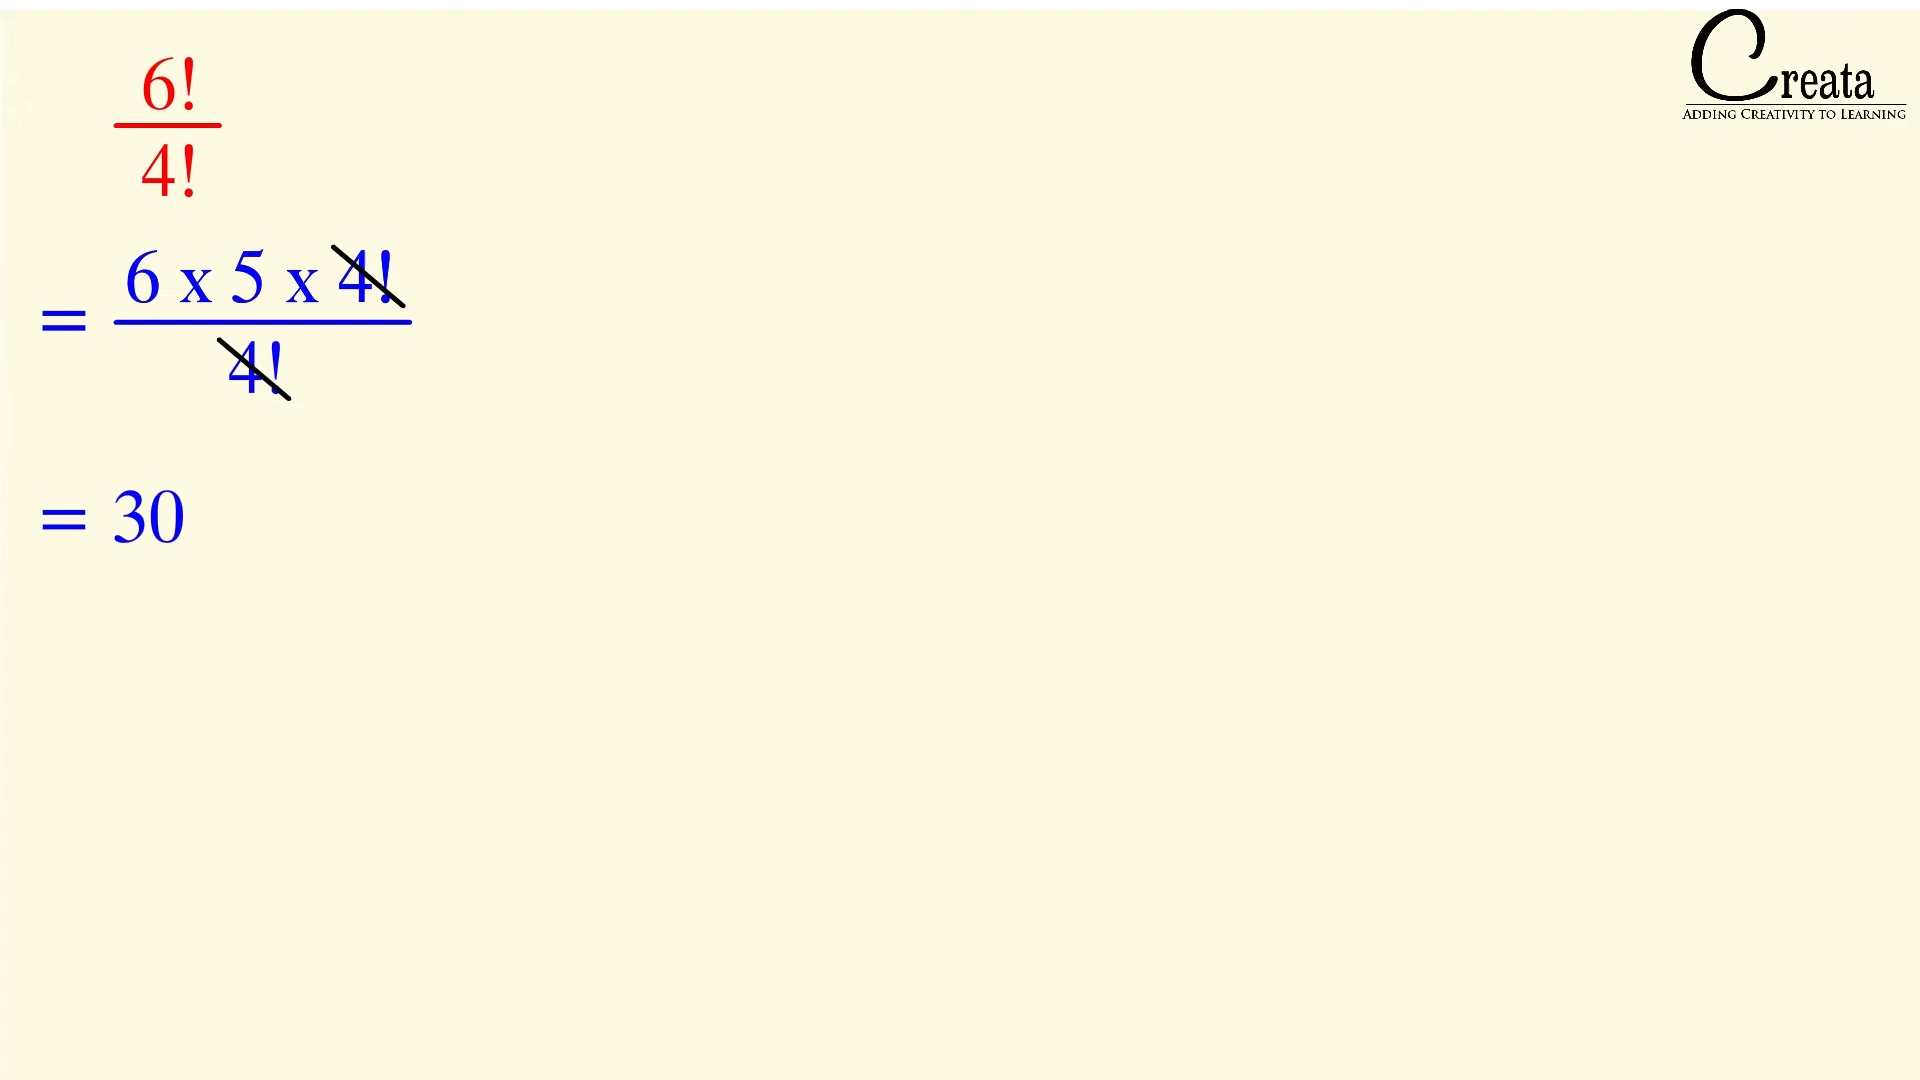 Creata
ADDING CREATIVITY TO LEARNING
6!
4!
6 x 5 x 4!
=
4!
= 30